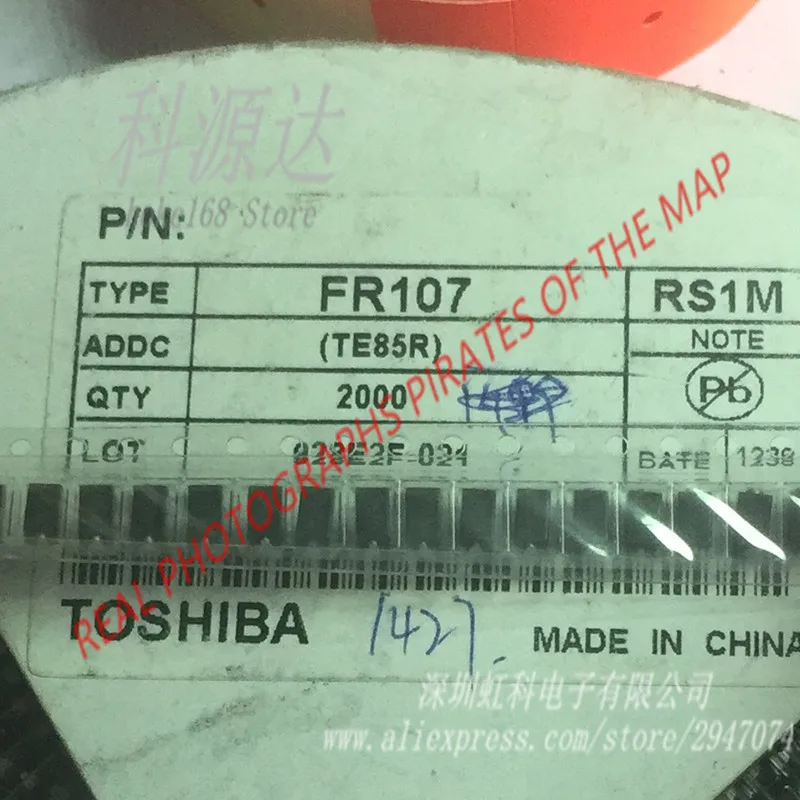 科源达
168 Store
P/N:
TYPE FR107 RS1M
ADDC (TE85R) NOTE
QTY 2000 Pb
LOT DATE
TOSHIBA 1427. MADE IN CHINA
REAL PHOTOGRAPHS PIRATES OF THE MAP
深圳虹科电子有限公司
www.aliexpress.com/store/2947074